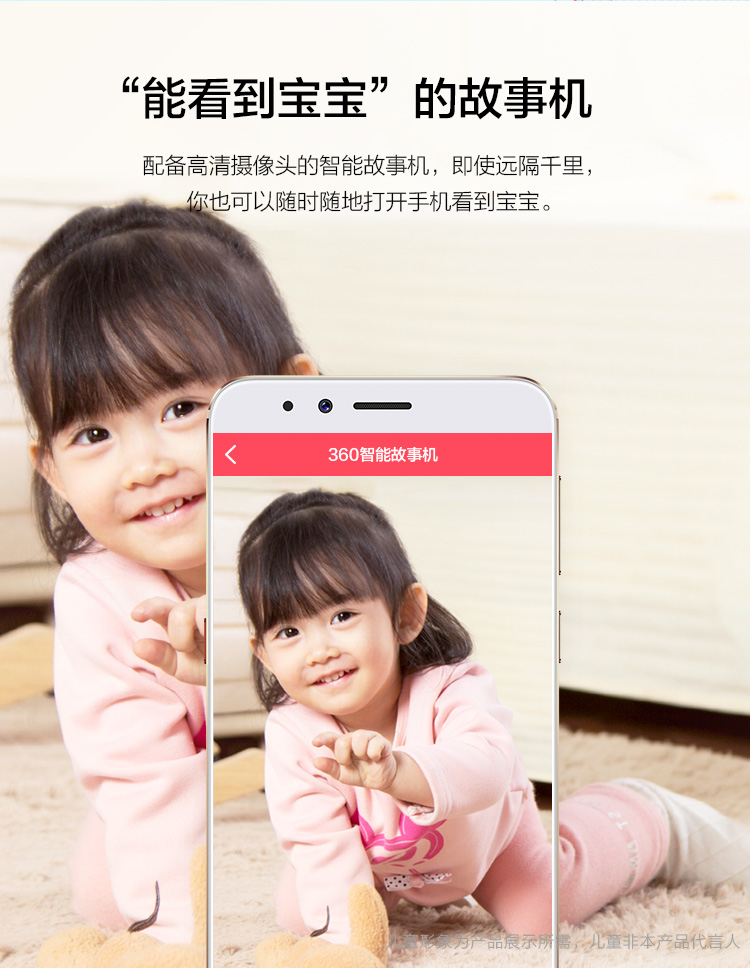 “能看到宝宝”的故事机
配备高清摄像头的智能故事机，即使远隔千里，
你也可以随时随地打开手机看到宝宝。
360智能故事机
儿童形象为产品展示所需，儿童非本产品代言人